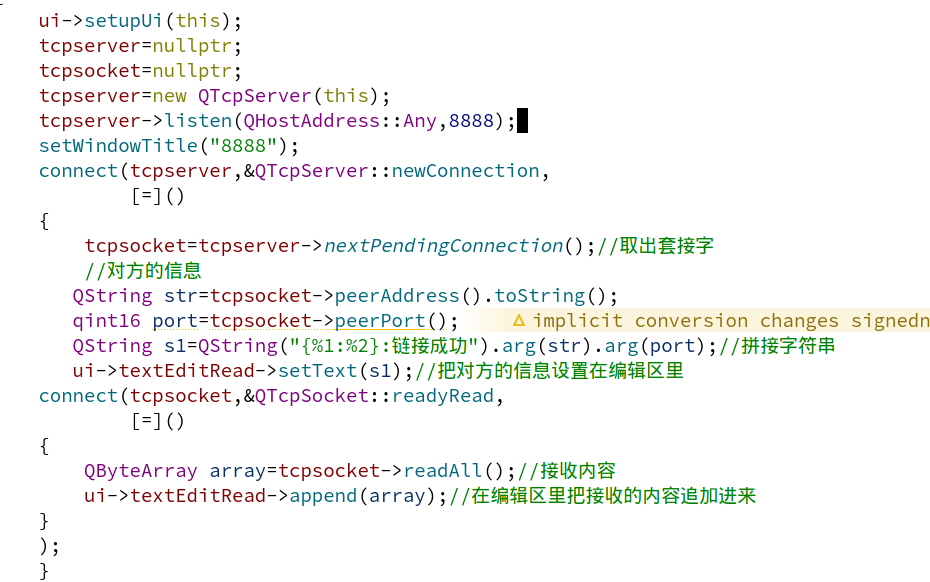 ui->setupUi(this);
tcpserver=nullptr;
tcpsocket=nullptr;
tcpserver=new QTcpServer(this);
tcpserver->listen(QHostAddress::Any,8888);
setWindowTitle("8888");
connect(tcpserver,&QTcpServer::newConnection,
[=]()
{
tcpsocket=tcpserver->nextPendingConnection();//取出套接字
//对方的信息
QString str=tcpsocket->peerAddress().toString();
qint16 port=tcpsocket->peerPort(); implicit conversion changes signedn
QString s1=QString("{%1:%2}:链接成功").arg(str).arg(port);//拼接字符串
ui->textEditRead->setText(s1);//把对方的信息设置在编辑区里
connect(tcpsocket,&QTcpSocket::readyRead,
[=]()
{
QByteArray array=tcpsocket->readAll();//接收内容
ui->textEditRead->append(array);//在编辑区里把接收的内容追加进来
}
);
}